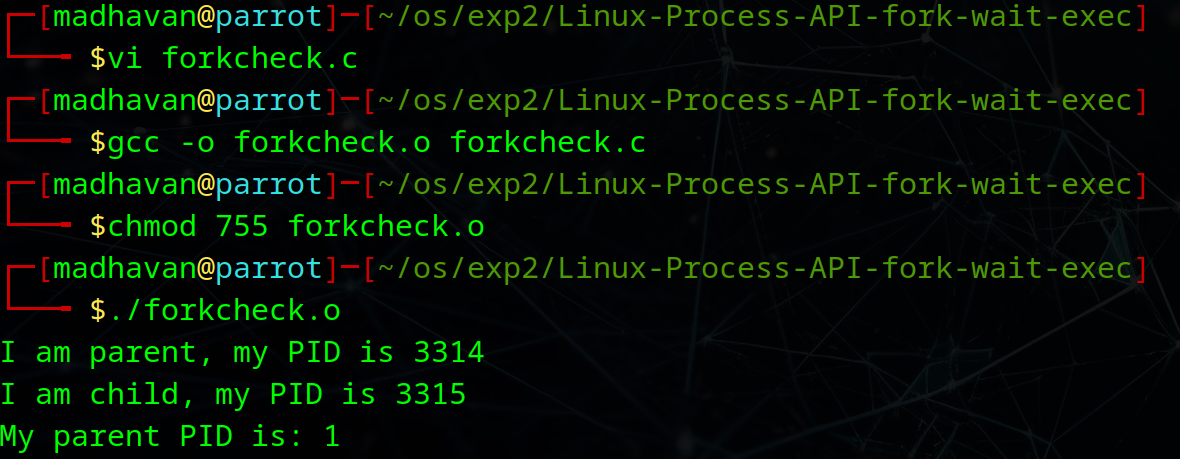 ┌─[madhavan@parrot]─[~/os/exp2/Linux-Process-API-fork-wait-exec]
└──╼ $vi forkcheck.c
┌─[madhavan@parrot]─[~/os/exp2/Linux-Process-API-fork-wait-exec]
└──╼ $gcc -o forkcheck.o forkcheck.c
┌─[madhavan@parrot]─[~/os/exp2/Linux-Process-API-fork-wait-exec]
└──╼ $chmod 755 forkcheck.o
┌─[madhavan@parrot]─[~/os/exp2/Linux-Process-API-fork-wait-exec]
└──╼ $./forkcheck.o
I am parent, my PID is 3314
I am child, my PID is 3315
My parent PID is: 1